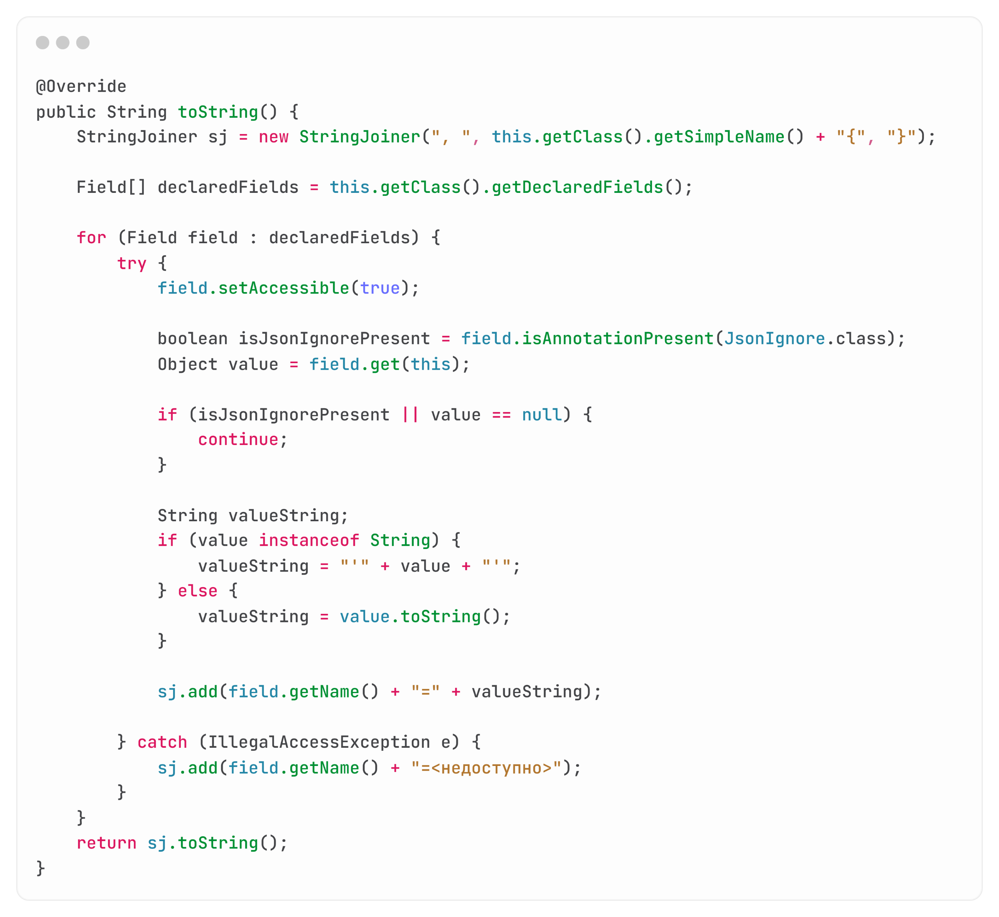 @Override
public String toString() {
    StringJoiner sj = new StringJoiner(", ", this.getClass().getSimpleName() + "{", "}");

    Field[] declaredFields = this.getClass().getDeclaredFields();

    for (Field field : declaredFields) {
        try {
            field.setAccessible(true);

            boolean isJsonIgnorePresent = field.isAnnotationPresent(JsonIgnore.class);
            Object value = field.get(this);

            if (isJsonIgnorePresent || value == null) {
                continue;
            }

            String valueString;
            if (value instanceof String) {
                valueString = "'" + value + "'";
            } else {
                valueString = value.toString();
            }

            sj.add(field.getName() + "=" + valueString);

        } catch (IllegalAccessException e) {
            sj.add(field.getName() + "=<недоступно>");
        }
    }
    return sj.toString();
}